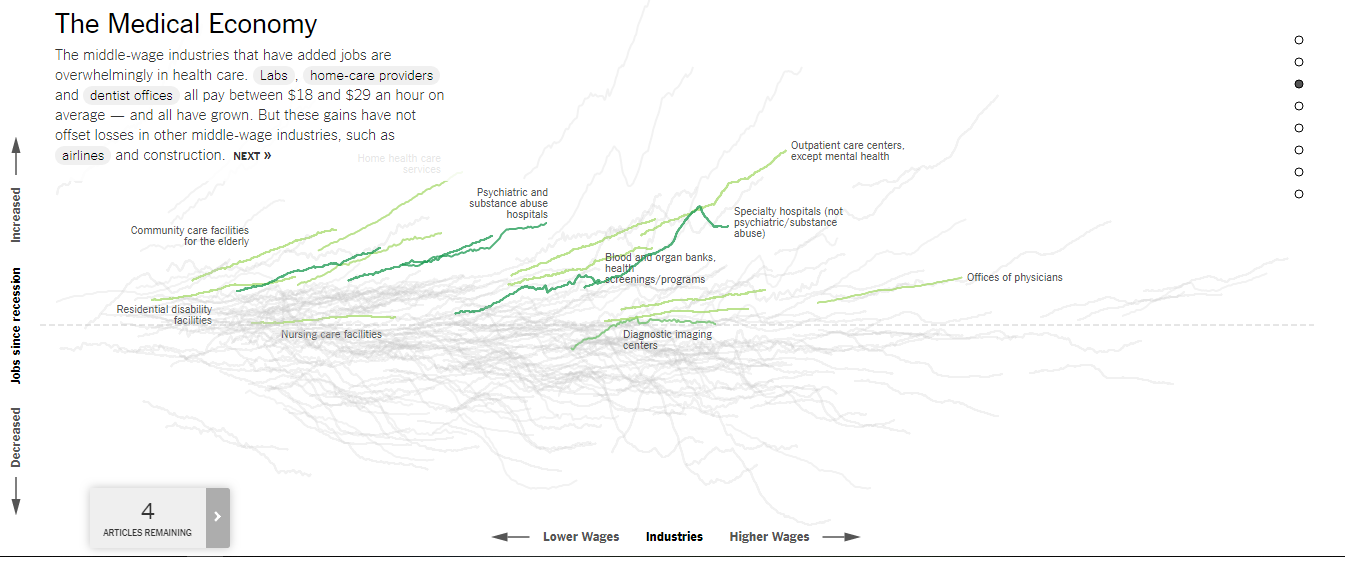 The Medical Economy
The middle-wage industries that have added jobs are
overwhelmingly in health care. Labs , home-care providers
and dentist offices all pay between $18 and $29 an hour on
average — and all have grown. But these gains have not
offset losses in other middle-wage industries, such as
airlines and construction. NEXT »
Home health care
services
Outpatient care centers,
except mental health
Psychiatric and
substance abuse
hospitals
Specialty hospitals (not
psychiatric/substance
abuse)
Community care facilities
for the elderly
Blood and organ banks,
health
screenings/programs
Offices of physicians
Residential disability
facilities
Nursing care facilities
Diagnostic imaging
centers
Increased
Jobs since recession
Decreased
4
ARTICLES REMAINING
Lower Wages Industries Higher Wages